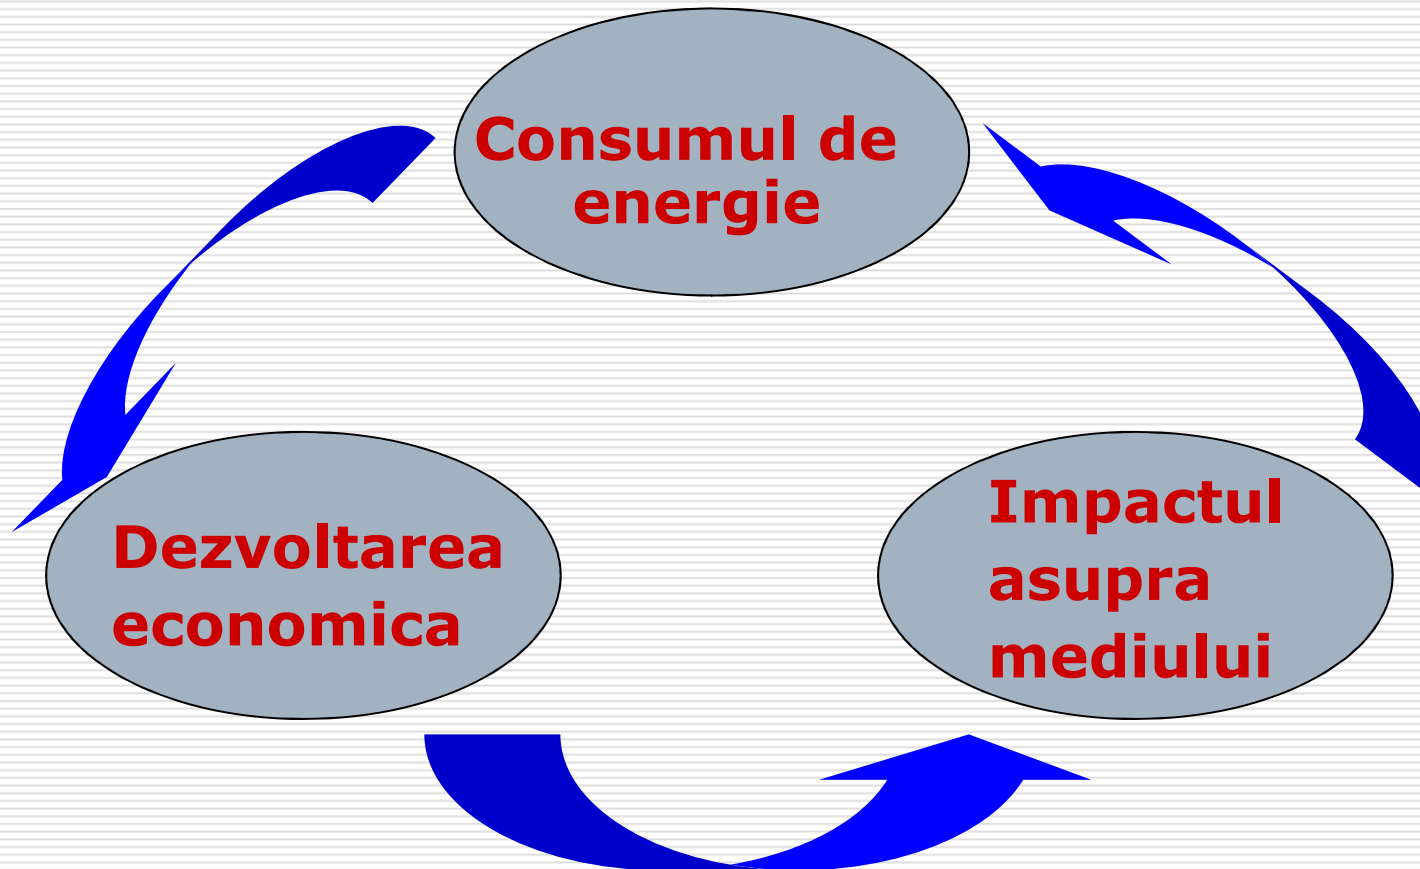 Consumul de
energie
Dezvoltarea
economica
Impactul
asupra
mediului